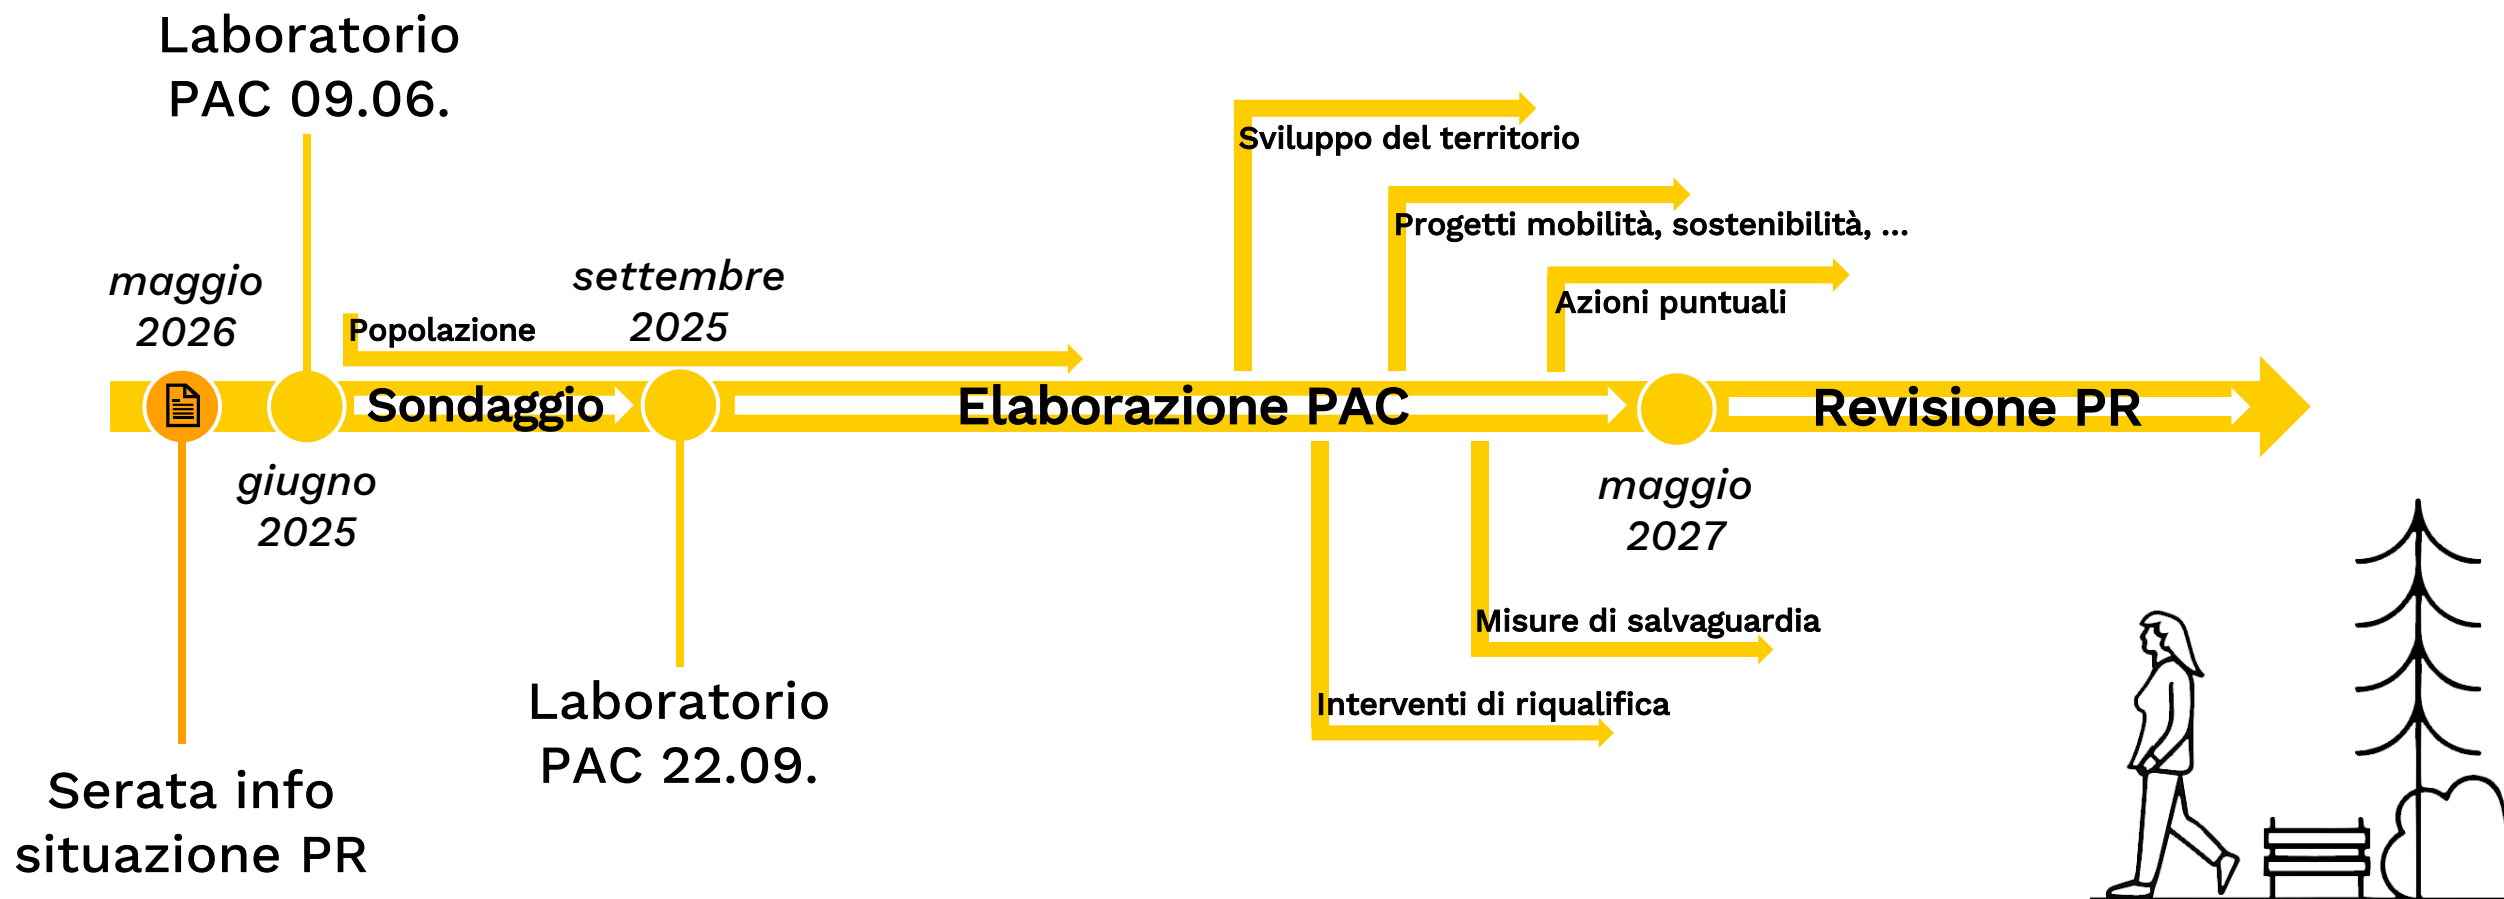 Laboratorio
PAC 09.06.
Sviluppo del territorio
Progetti mobilità, sostenibilità, ...
Azioni puntuali
maggio
2026
settembre
2025
Popolazione
Sondaggio
Elaborazione PAC
Revisione PR
giugno
2025
maggio
2027
Misure di salvaguardia
Interventi di riqualifica
Laboratorio
PAC 22.09.
Serata info
situazione PR